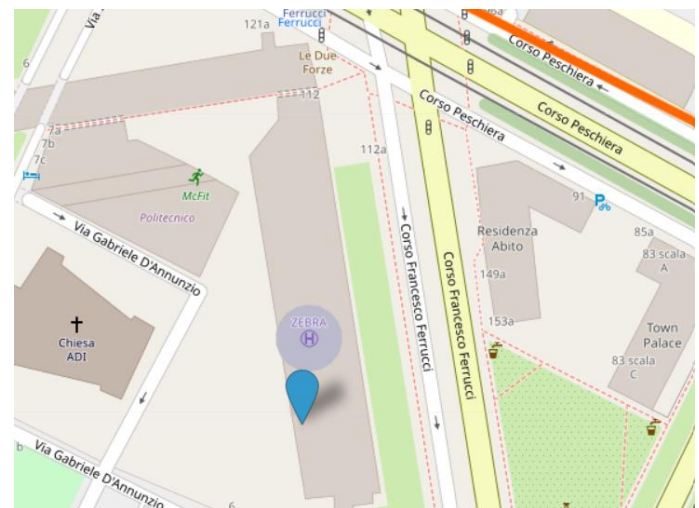 Ferrucci
Ferrucci
121a
Via
Le Due
Forze
Corso Peschiera
6
112
Corso Peschiera
Corso Peschiera
7a
7b
7c
112a
McFit
Politecnico
91
Via Gabriele D'Annunzio
Residenza
Abito
85a
83 scala
A
149a
Corso Francesco Ferrucci
Corso Francesco Ferrucci
ZEBRA
H
153a
Chiesa
ADI
Town
Palace
83 scala
C
Via Gabriele D'Annunzio
b
6